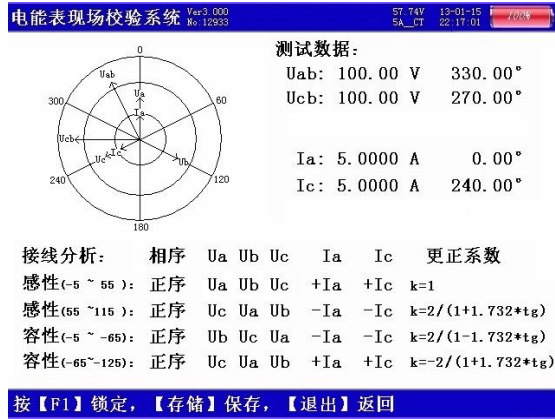 电能表现场校验系统 Ver3.000 No:12933 57.74V 5A__CT 13-01-15 22:17:01 100%
测试数据:
Uab: 100.00 V 330.00°
Ucb: 100.00 V 270.00°
Ia: 5.0000 A 0.00°
Ic: 5.0000 A 240.00°
0
60
120
180
240
300
Uab
Ua
Ia
Ucb
Uc
Ic
Ub
接线分析: 相序 Ua Ub Uc Ia Ic 更正系数
感性(-5 ~ 55 ): 正序 Ua Ub Uc +Ia +Ic k=1
感性(55 ~115 ): 正序 Uc Ua Ub -Ia -Ic k=2/(1+1.732*tg)
容性(-5 ~ -65): 正序 Ub Uc Ua -Ia -Ic k=2/(1-1.732*tg)
容性(-65~-125): 正序 Uc Ua Ub +Ia +Ic k=-2/(1+1.732*tg)
按【F1】锁定，【存储】保存，【退出】返回